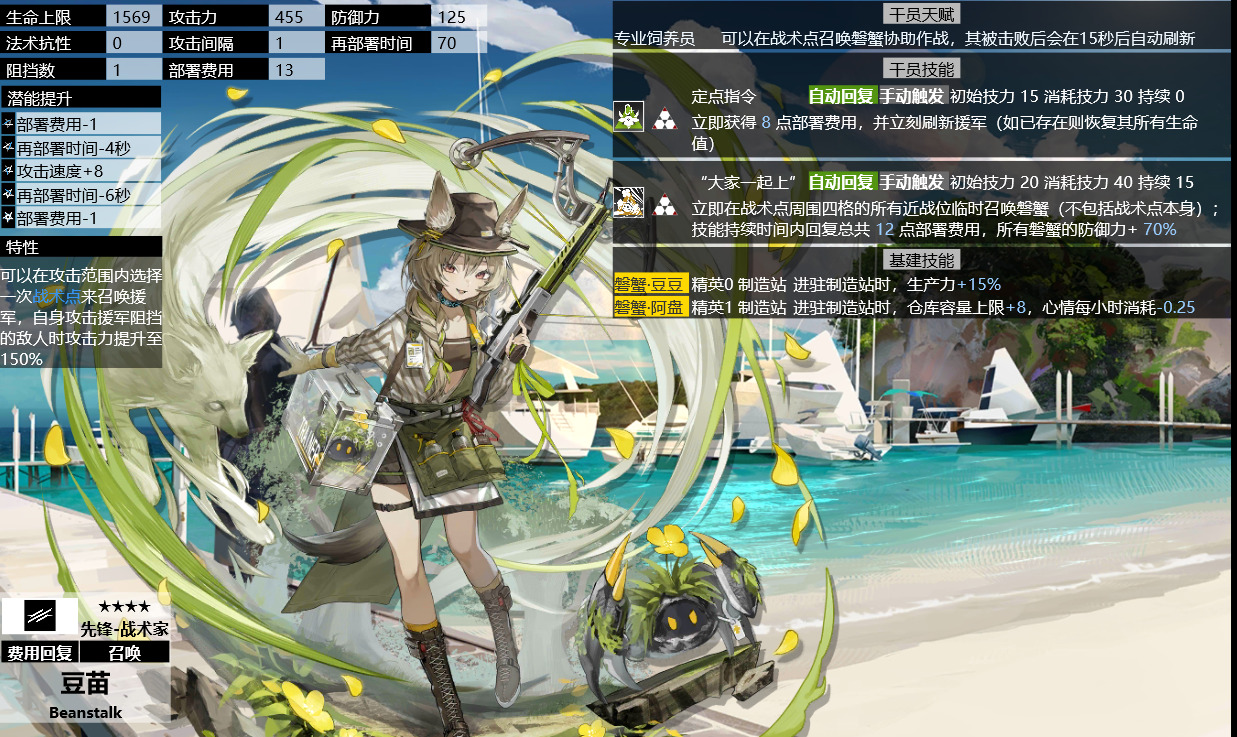 生命上限 1569 攻击力 455 防御力 125
法术抗性 0 攻击间隔 1 再部署时间 70
阻挡数 1 部署费用 13
潜能提升
部署费用-1
再部署时间-4秒
攻击速度+8
再部署时间-6秒
部署费用-1
特性
可以在攻击范围内选择
一次战术点来召唤援
军，自身攻击援军阻挡
的敌人时攻击力提升至
150%
★★★★
先锋-战术家
费用回复 召唤
豆苗
Beanstalk
干员天赋
专业饲养员 可以在战术点召唤磐蟹协助作战，其被击败后会在15秒后自动刷新
干员技能
定点指令 自动回复 手动触发 初始技力 15 消耗技力 30 持续 0
立即获得 8 点部署费用，并立刻刷新援军（如已存在则恢复其所有生命
值）
“大家一起上” 自动回复 手动触发 初始技力 20 消耗技力 40 持续 15
立即在战术点周围四格的所有近战位临时召唤磐蟹（不包括战术点本身）；
技能持续时间内回复总共 12 点部署费用，所有磐蟹的防御力+ 70%
基建技能
磐蟹·豆豆 精英0 制造站 进驻制造站时，生产力+15%
磐蟹·阿盘 精英1 制造站 进驻制造站时，仓库容量上限+8，心情每小时消耗-0.25